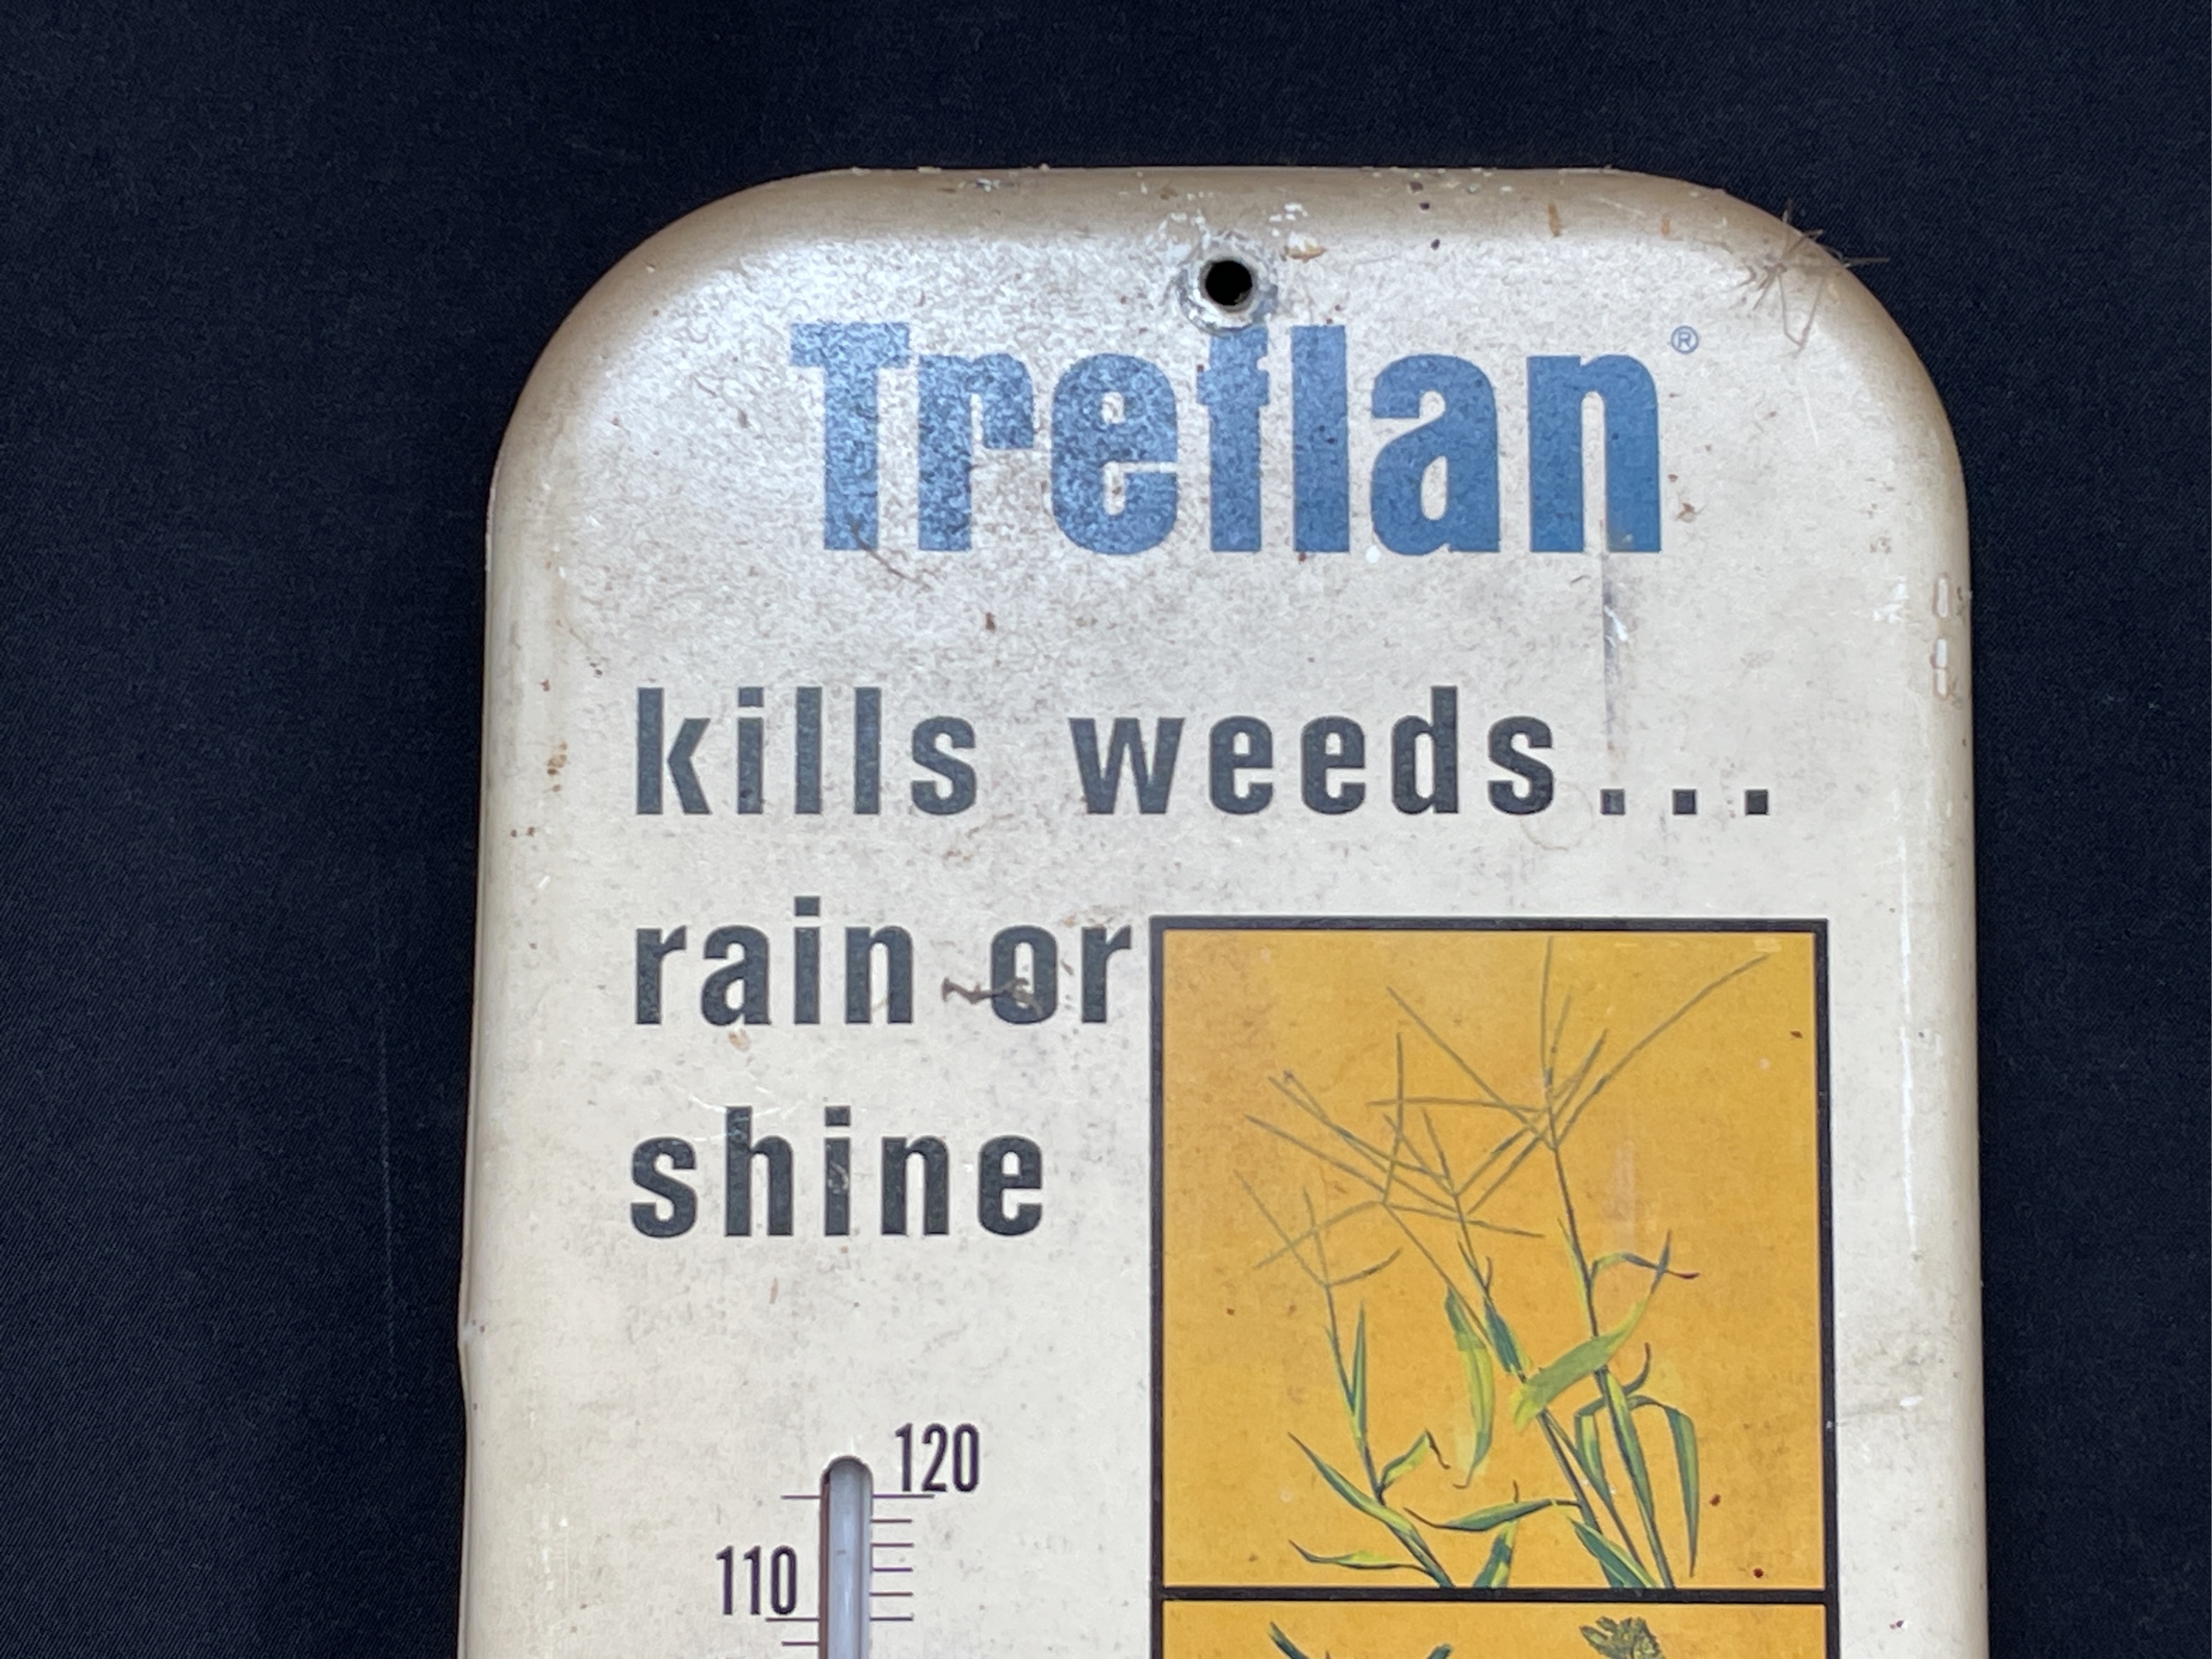 Treflan®
kills weeds...
rain or
shine
120
110